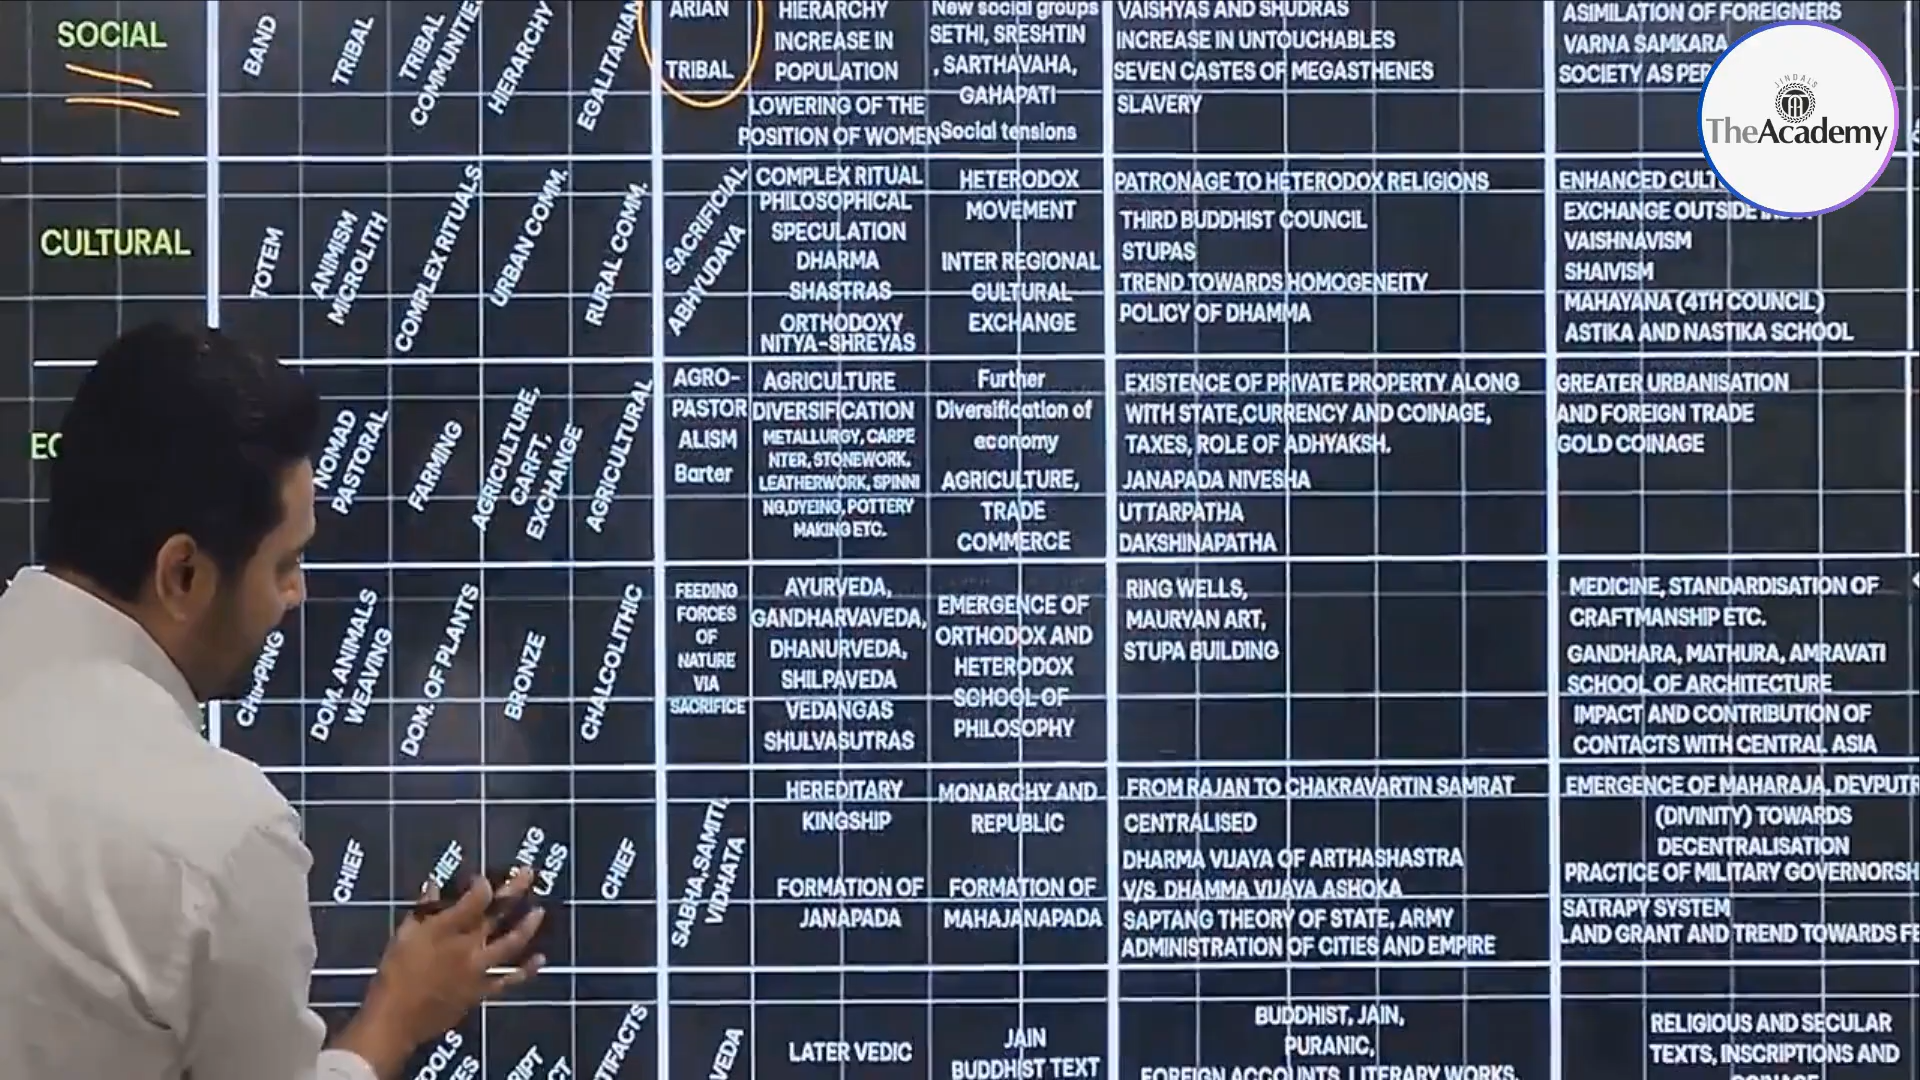 SOCIAL
BAND
TRIBAL
TRIBAL
COMMUNITIES
HIERARCHY
EGALITARIAN
ARIAN
TRIBAL
HIERARCHY
INCREASE IN
POPULATION
LOWERING OF THE
POSITION OF WOMEN
New social groups
SETHI, SRESHTIN
, SARTHAVAHA,
GAHAPATI
Social tensions
VAISHYAS AND SHUDRAS
INCREASE IN UNTOUCHABLES
SEVEN CASTES OF MEGASTHENES
SLAVERY
ASIMILATION OF FOREIGNERS
VARNA SAMKARA
SOCIETY AS PER
JINDALS
TheAcademy
CULTURAL
TOTEM
ANIMISM
MICROLITH
COMPLEX RITUALS
URBAN COMM.
RURAL COMM.
SACRIFICIAL
ABHYUDAYA
COMPLEX RITUAL
PHILOSOPHICAL
SPECULATION
DHARMA
SHASTRAS
ORTHODOXY
NITYA-SHREYAS
HETERODOX
MOVEMENT
INTER REGIONAL
CULTURAL
EXCHANGE
PATRONAGE TO HETERODOX RELIGIONS
THIRD BUDDHIST COUNCIL
STUPAS
TREND TOWARDS HOMOGENEITY
POLICY OF DHAMMA
ENHANCED CULT
EXCHANGE OUTSIDE
VAISHNAVISM
SHAIVISM
MAHAYANA (4TH COUNCIL)
ASTIKA AND NASTIKA SCHOOL
EC
NOMAD
PASTORAL
FARMING
AGRICULTURE,
CARFT,
EXCHANGE
AGRICULTURAL
AGRO-
PASTOR
ALISM
Barter
AGRICULTURE
DIVERSIFICATION
METALLURGY, CARPE
NTER, STONEWORK,
LEATHERWORK, SPINNI
NG,DYEING, POTTERY
MAKING ETC.
Further
Diversification of
economy
AGRICULTURE,
TRADE
COMMERCE
EXISTENCE OF PRIVATE PROPERTY ALONG
WITH STATE,CURRENCY AND COINAGE,
TAXES, ROLE OF ADHYAKSH.
JANAPADA NIVESHA
UTTARPATHA
DAKSHINAPATHA
GREATER URBANISATION
AND FOREIGN TRADE
GOLD COINAGE
CHIPPING
DOM. ANIMALS
WEAVING
DOM. OF PLANTS
BRONZE
CHALCOLITHIC
FEEDING
FORCES
OF
NATURE
VIA
SACRIFICE
AYURVEDA,
GANDHARVAVEDA,
DHANURVEDA,
SHILPAVEDA
VEDANGAS
SHULVASUTRAS
EMERGENCE OF
ORTHODOX AND
HETERODOX
SCHOOL OF
PHILOSOPHY
RING WELLS,
MAURYAN ART,
STUPA BUILDING
MEDICINE, STANDARDISATION OF
CRAFTMANSHIP ETC.
GANDHARA, MATHURA, AMRAVATI
SCHOOL OF ARCHITECTURE
IMPACT AND CONTRIBUTION OF
CONTACTS WITH CENTRAL ASIA
CHIEF
CHIEF
LING
LASS
CHIEF
SABHA,SAMITI,
VIDHATA
HEREDITARY
KINGSHIP
FORMATION OF
JANAPADA
MONARCHY AND
REPUBLIC
FORMATION OF
MAHAJANAPADA
FROM RAJAN TO CHAKRAVARTIN SAMRAT
CENTRALISED
DHARMA VIJAYA OF ARTHASHASTRA
V/S DHAMMA VIJAYA ASHOKA
SAPTANG THEORY OF STATE, ARMY
ADMINISTRATION OF CITIES AND EMPIRE
EMERGENCE OF MAHARAJA, DEVPUTR
(DIVINITY) TOWARDS
DECENTRALISATION
PRACTICE OF MILITARY GOVERNORSH
SATRAPY SYSTEM
LAND GRANT AND TREND TOWARDS FE
OOLS
TIFACTS
VEDA
LATER VEDIC
JAIN
BUDDHIST TEXT
BUDDHIST, JAIN,
PURANIC,
FOREIGN ACCOUNTS, LITERARY WORKS,
RELIGIOUS AND SECULAR
TEXTS, INSCRIPTIONS AND
COINAGE